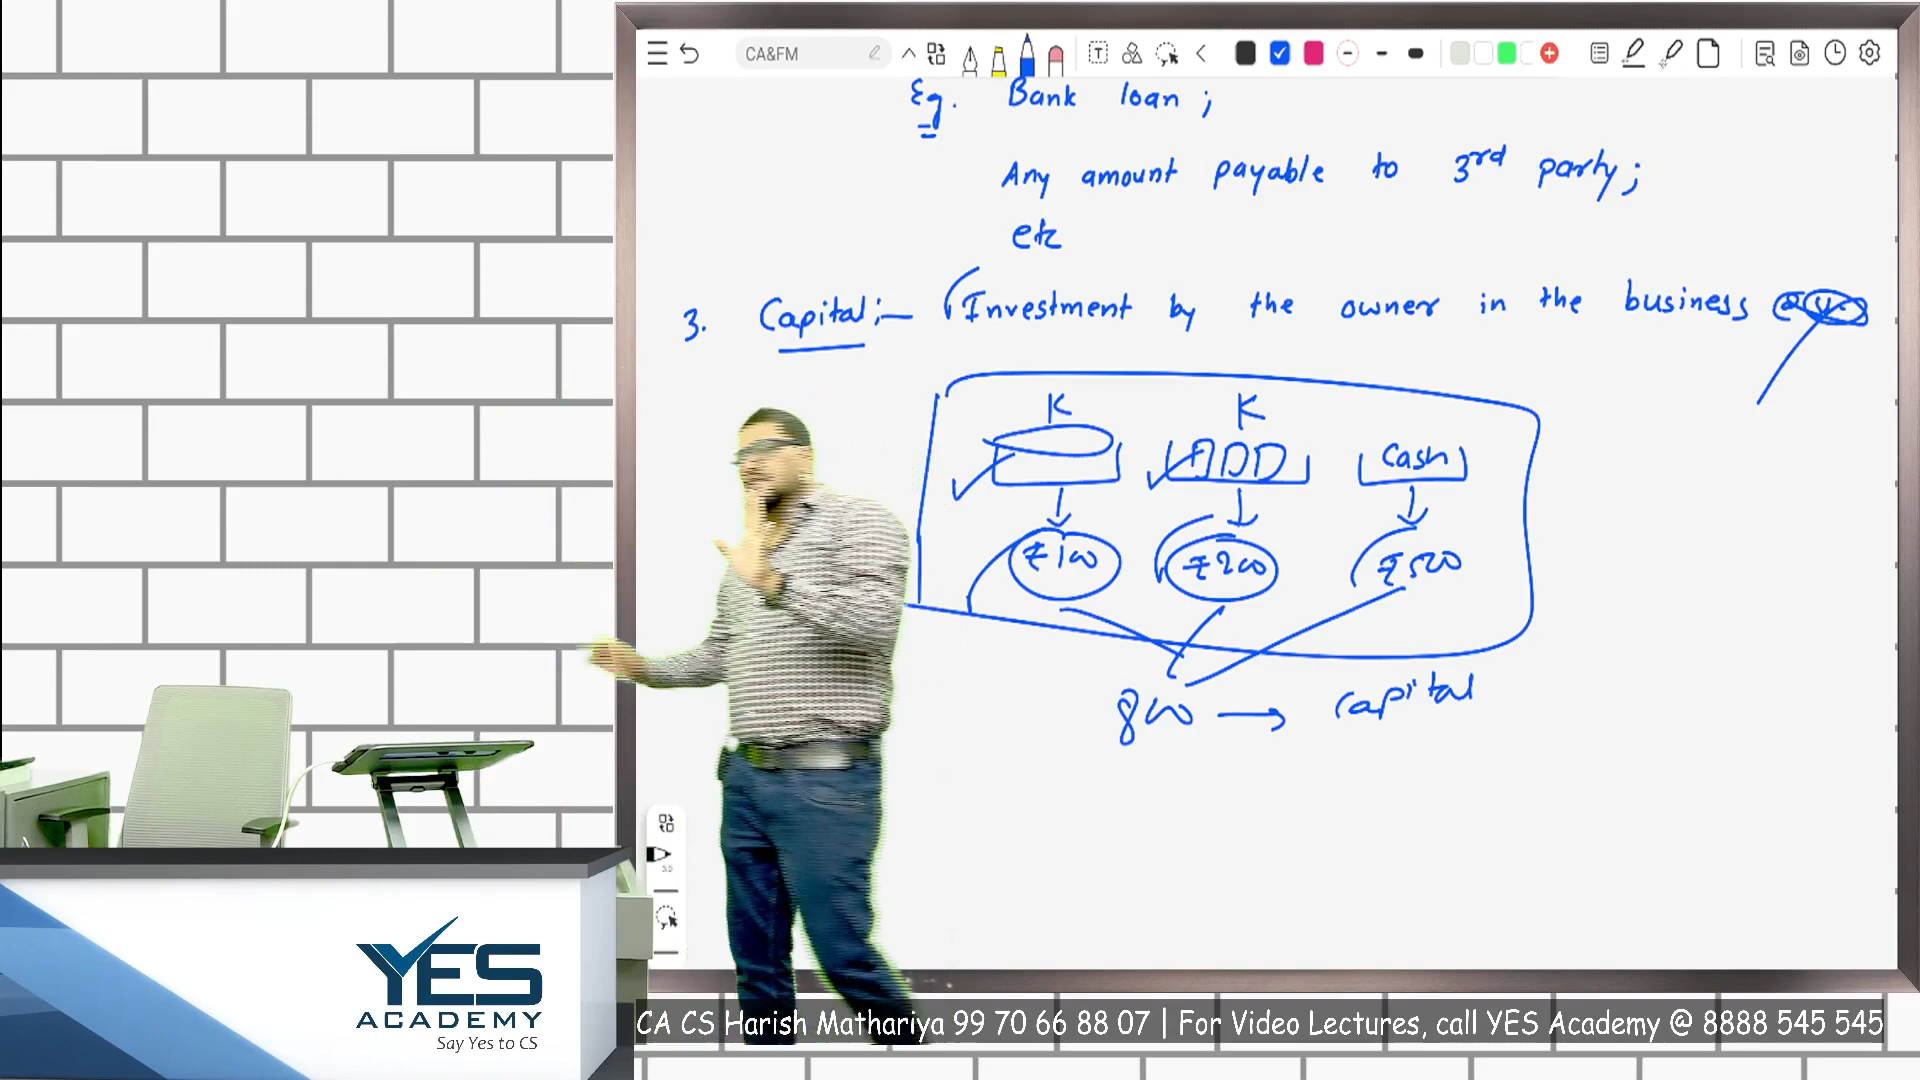 CA&FM
Eg. Bank loan;
Any amount payable to 3rd party;
etc
3. Capital:- Investment by the owner in the business
K K
Cash
₹100 ₹200 ₹500
800 → capital
3.0
YES
ACADEMY
Say Yes to CS
CA CS Harish Mathariya 99 70 66 88 07 | For Video Lectures, call YES Academy @ 8888 545 545